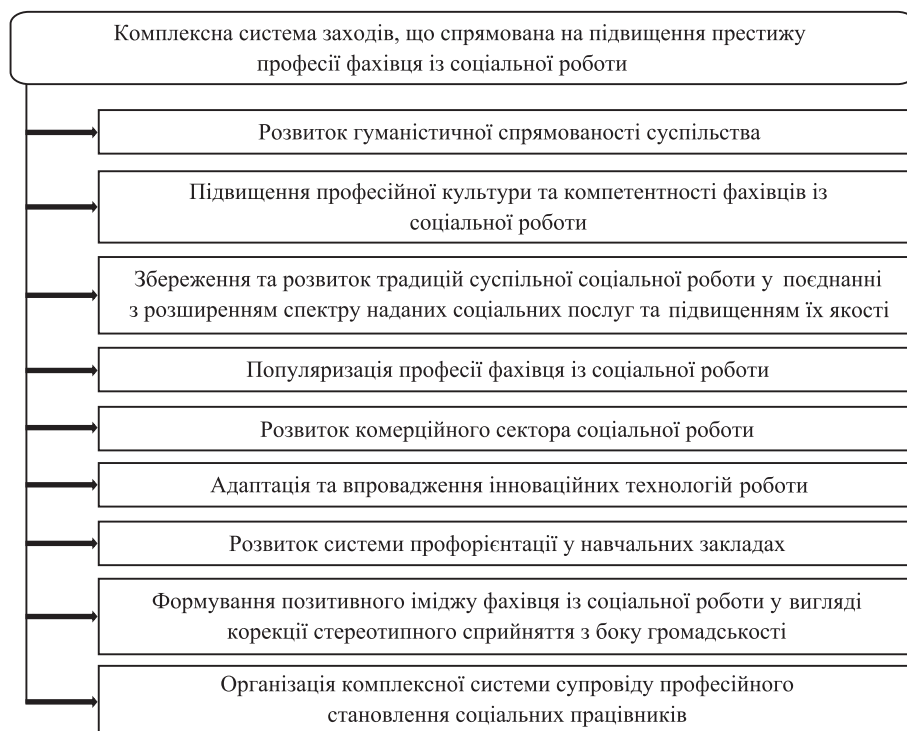 Комплексна система заходів, що спрямована на підвищення престижу
професії фахівця із соціальної роботи
Розвиток гуманістичної спрямованості суспільства
Підвищення професійної культури та компетентності фахівців із
соціальної роботи
Збереження та розвиток традицій суспільної соціальної роботи у поєднанні
з розширенням спектру наданих соціальних послуг та підвищенням їх якості
Популяризація професії фахівця із соціальної роботи
Розвиток комерційного сектора соціальної роботи
Адаптація та впровадження інноваційних технологій роботи
Розвиток системи профорієнтації у навчальних закладах
Формування позитивного іміджу фахівця із соціальної роботи у вигляді
корекції стереотипного сприйняття з боку громадськості
Організація комплексної системи супровіду професійного
становлення соціальних працівників